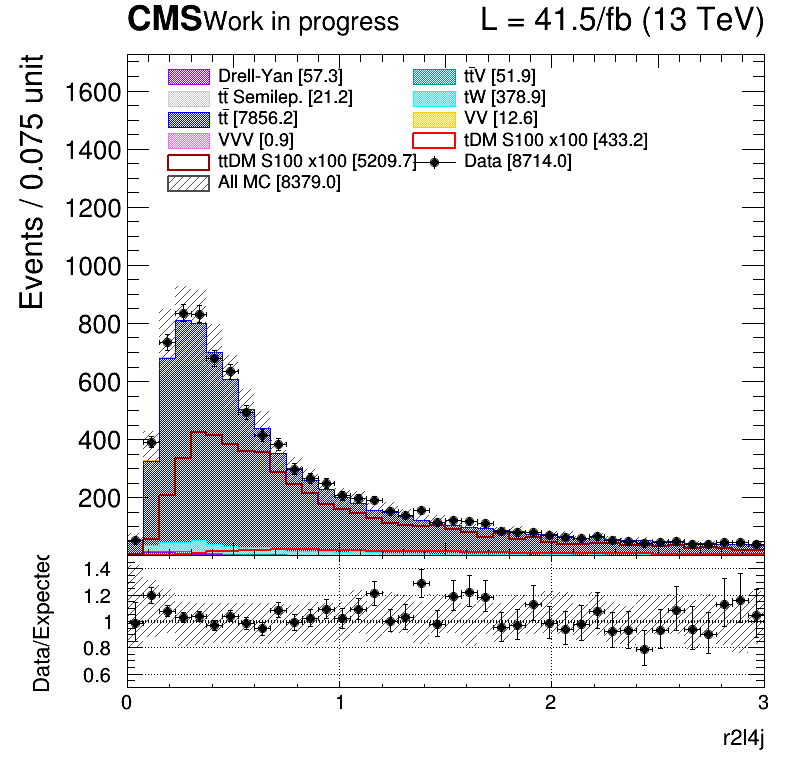 CMS Work in progress L = 41.5/fb (13 TeV)
Events / 0.075 unit
1600
1400
1200
1000
800
600
400
200
Drell-Yan [57.3]
tt̄V [51.9]
tt̄ Semilep. [21.2]
tW [378.9]
tt̄ [7856.2]
VV [12.6]
VVV [0.9]
tDM S100 x100 [433.2]
ttDM S100 x100 [5209.7]
Data [8714.0]
All MC [8379.0]
Data/Expected
1.4
1.2
1
0.8
0.6
0 1 2 3
r2l4j